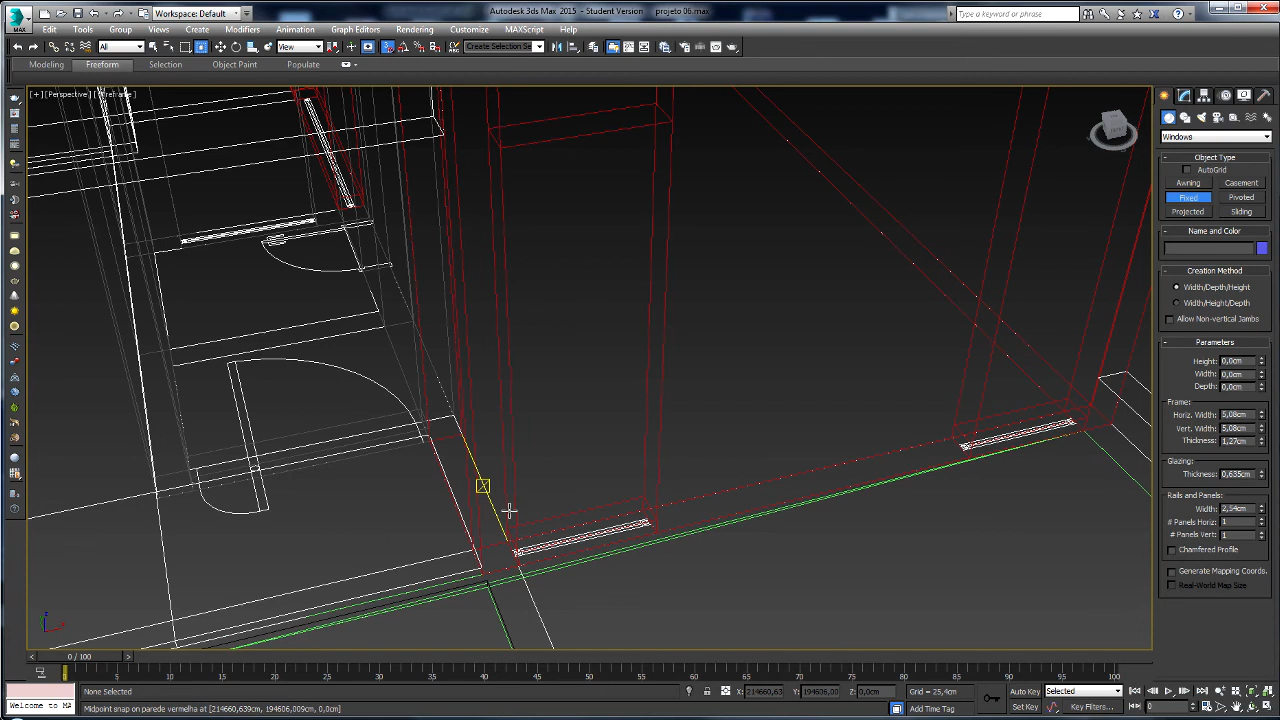 Workspace: Default
Autodesk 3ds Max 2015 - Student Version projeto 06.max
Type a keyword or phrase
MAX
Edit Tools Group Views Create Modifiers Animation Graph Editors Rendering Customize MAXScript Help
All
View
Create Selection Se
Modeling Freeform Selection Object Paint Populate
[+] [Perspective]
Windows
Object Type
AutoGrid
Awning Casement
Fixed Pivoted
Projected Sliding
Name and Color
Creation Method
Width/Depth/Height
Width/Height/Depth
Allow Non-vertical Jambs
Parameters
Height: 0,0cm
Width: 0,0cm
Depth: 0,0cm
Frame:
Horiz. Width: 5,08cm
Vert. Width: 5,08cm
Thickness: 1,27cm
Glazing:
Thickness: 0,635cm
Rails and Panels:
Width: 2,54cm
# Panels Horiz: 1
# Panels Vert: 1
Chamfered Profile
Generate Mapping Coords.
Real-World Map Size
z
x
< 0 / 100 >
0 5 10 15 20 25 30 35 40 45 50 55 60 65 70 75 80 85 90 95 100
None Selected
X: 214660,63 Y: 194606,00 Z: 0,0cm
Grid = 25,4cm
Auto Key Selected
Welcome to MA
Midpoint snap on parede vermelha at [214660,639cm, 194606,009cm, 0,0cm]
Add Time Tag
Set Key Key Filters...
0